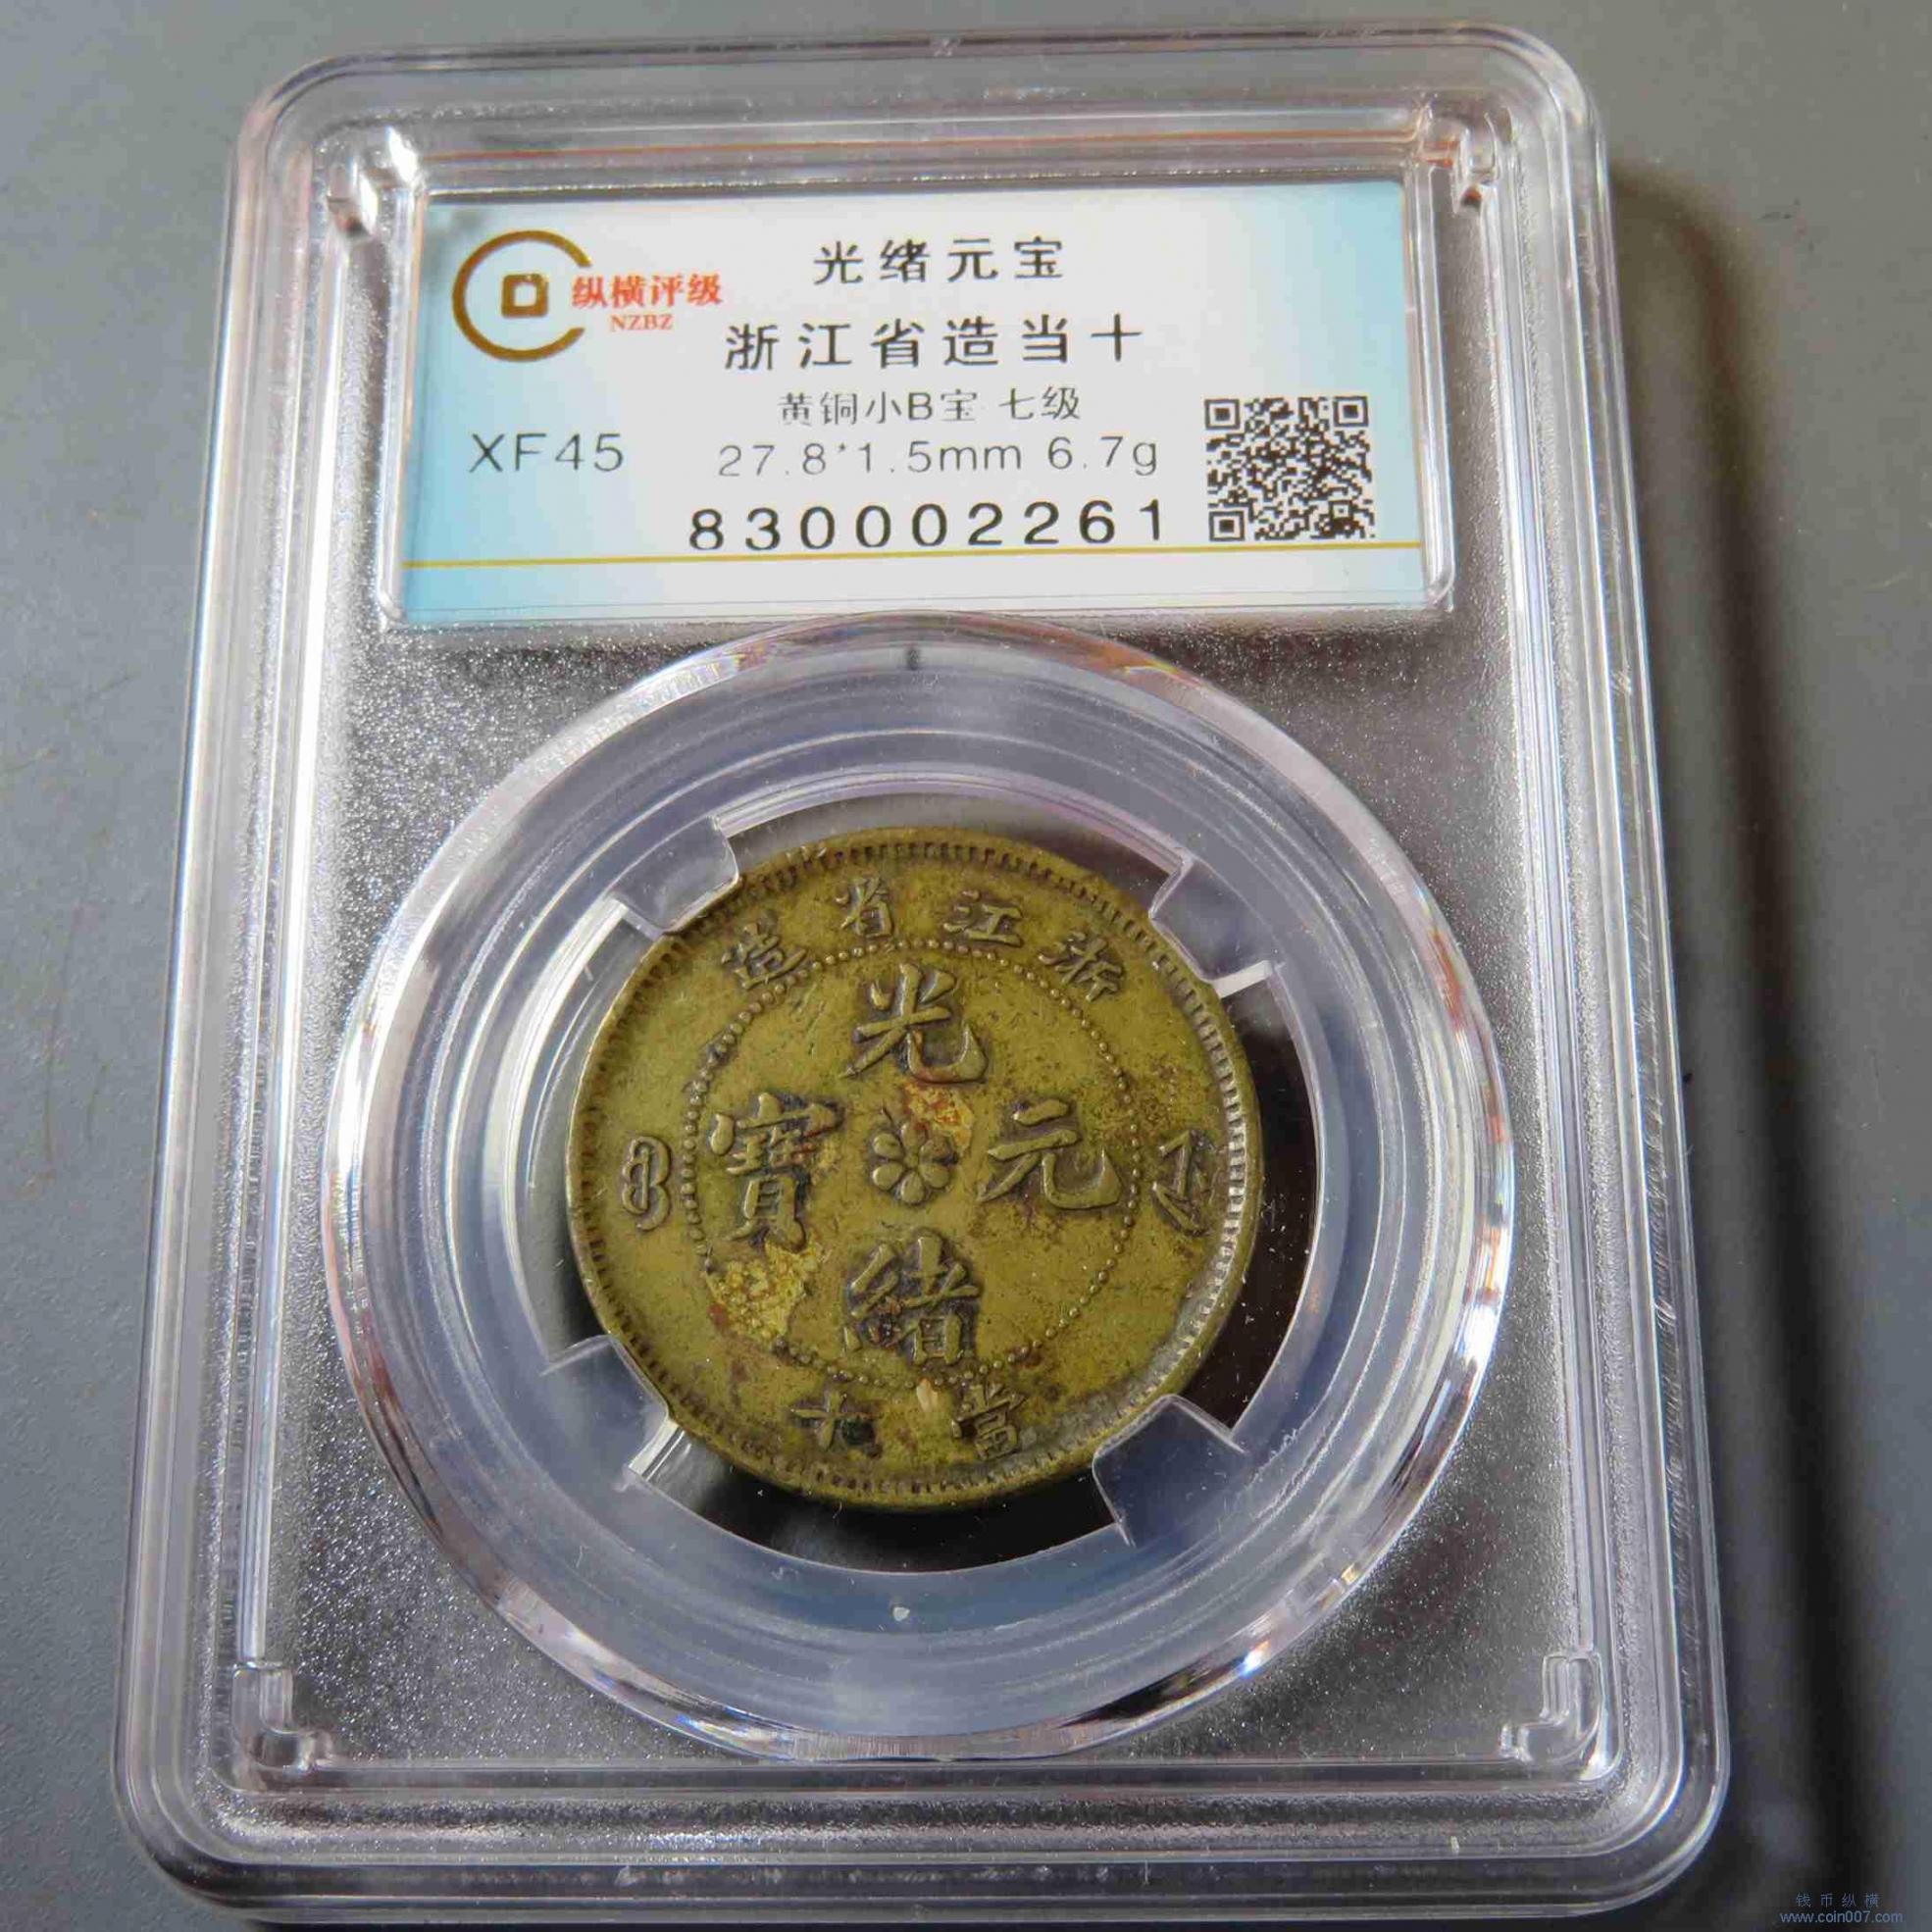 纵横评级
NZBZ
光绪元宝
浙江省造当十
黄铜小B宝 七级
XF45
27.8*1.5mm 6.7g
830002261
造省江浙
光
寶 元
緒
十當
钱币纵横
www.coin007.com